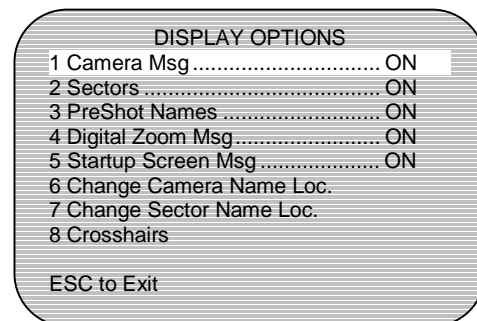 DISPLAY OPTIONS
1 Camera Msg ................................ ON
2 Sectors ....................................... ON
3 PreShot Names .......................... ON
4 Digital Zoom Msg........................ ON
5 Startup Screen Msg .................... ON
6 Change Camera Name Loc.
7 Change Sector Name Loc.
8 Crosshairs
ESC to Exit